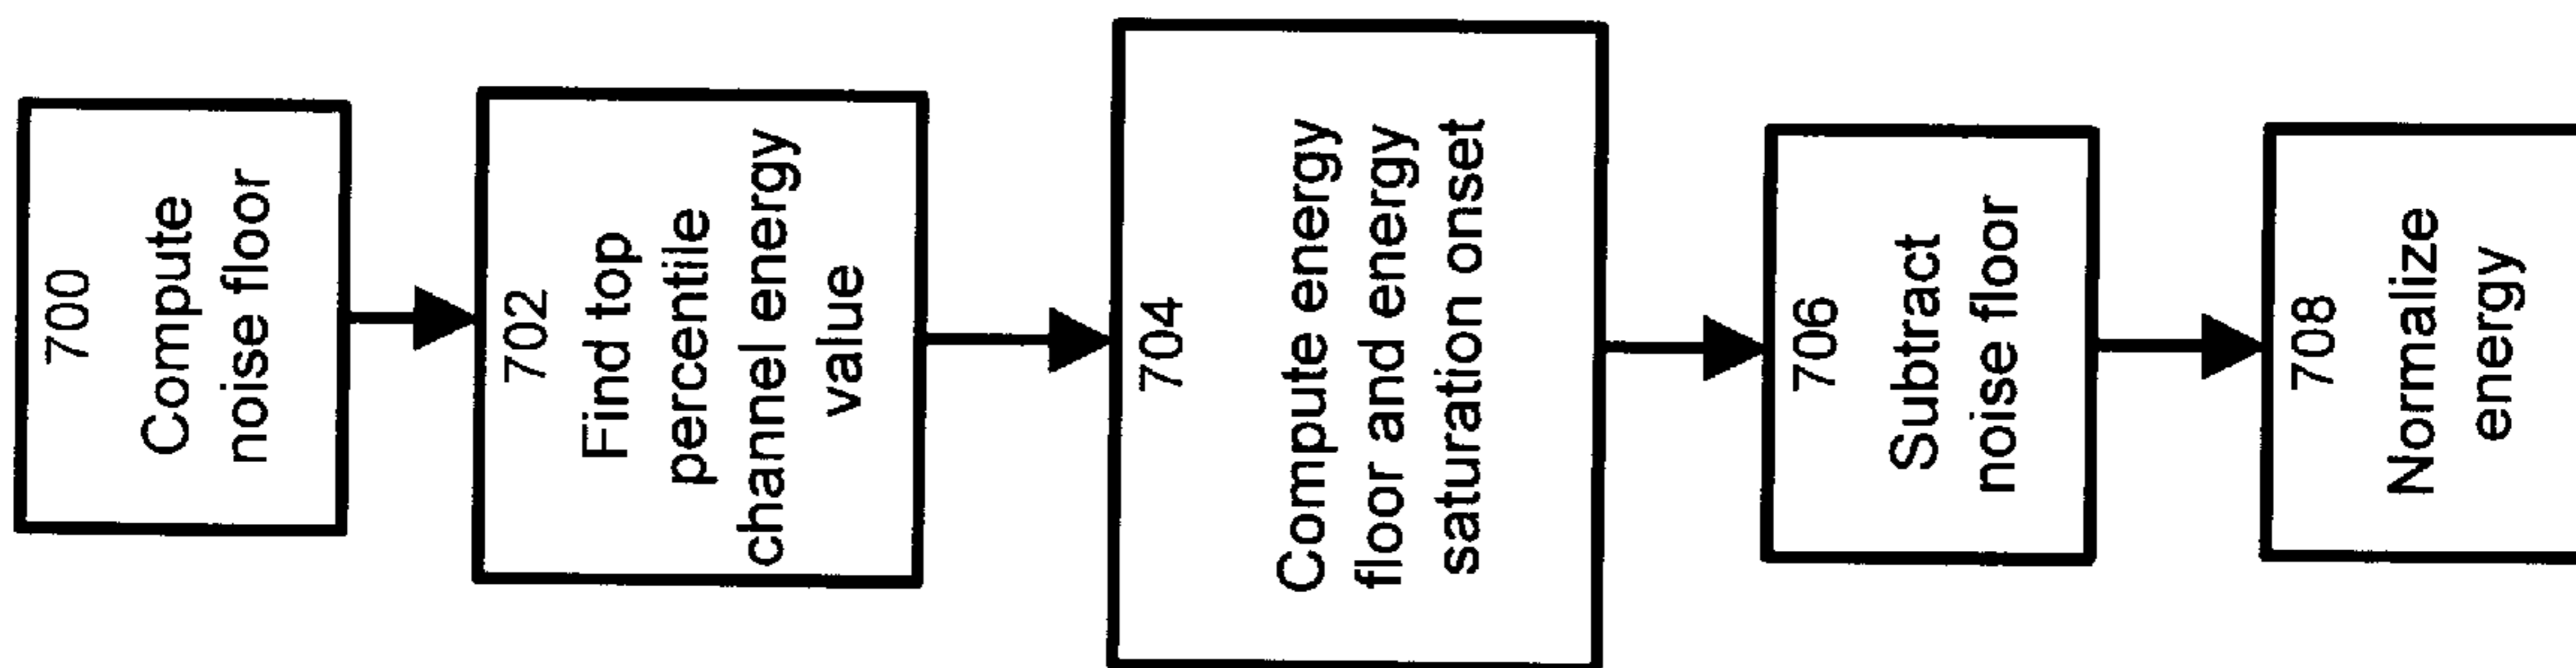 700
Compute
noise floor
702
Find top
percentile
channel energy
value
704
Compute energy
floor and energy
saturation onset
706
Subtract
noise floor
708
Normalize
energy